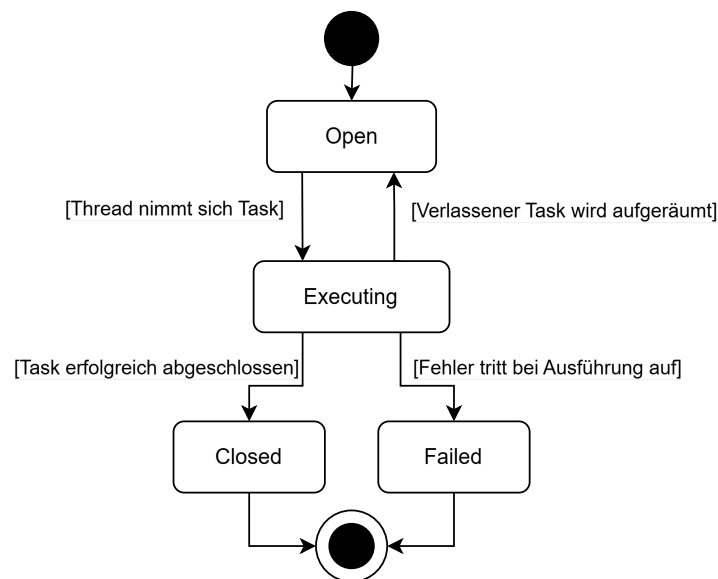 Open
[Thread nimmt sich Task]
[Verlassener Task wird aufgeräumt]
Executing
[Task erfolgreich abgeschlossen]
[Fehler tritt bei Ausführung auf]
Closed
Failed